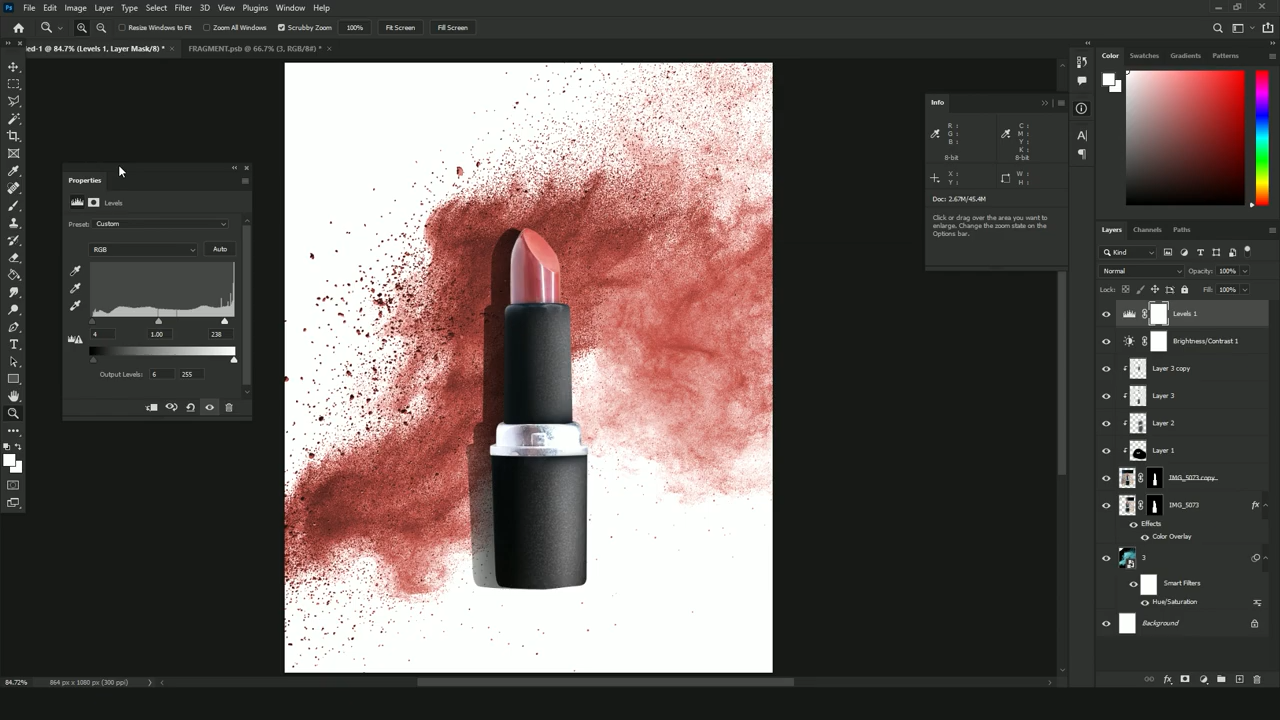 Ps File Edit Image Layer Type Select Filter 3D View Plugins Window Help
Resize Windows to Fit Zoom All Windows Scrubby Zoom 100% Fit Screen Fill Screen
ed-1 @ 84.7% (Levels 1, Layer Mask/8) * × FRAGMENT.psb @ 66.7% (3, RGB/8#) * ×
Color Swatches Gradients Patterns
Info
R : C :
G : M :
B : Y :
K :
8-bit 8-bit
X : W :
Y : H :
Doc: 2.67M/45.4M
Click or drag over the area you want to
enlarge. Change the zoom state on the
Options bar.
Properties
Levels
Preset: Custom
RGB Auto
4 1.00 238
Output Levels: 6 255
Layers Channels Paths
Kind
Normal Opacity: 100%
Lock: Fill: 100%
Levels 1
Brightness/Contrast 1
Layer 3 copy
Layer 3
Layer 2
Layer 1
IMG_5073 copy
IMG_5073 fx
Effects
Color Overlay
3
Smart Filters
Hue/Saturation
Background
84.72% 864 px x 1080 px (300 ppi)
fx